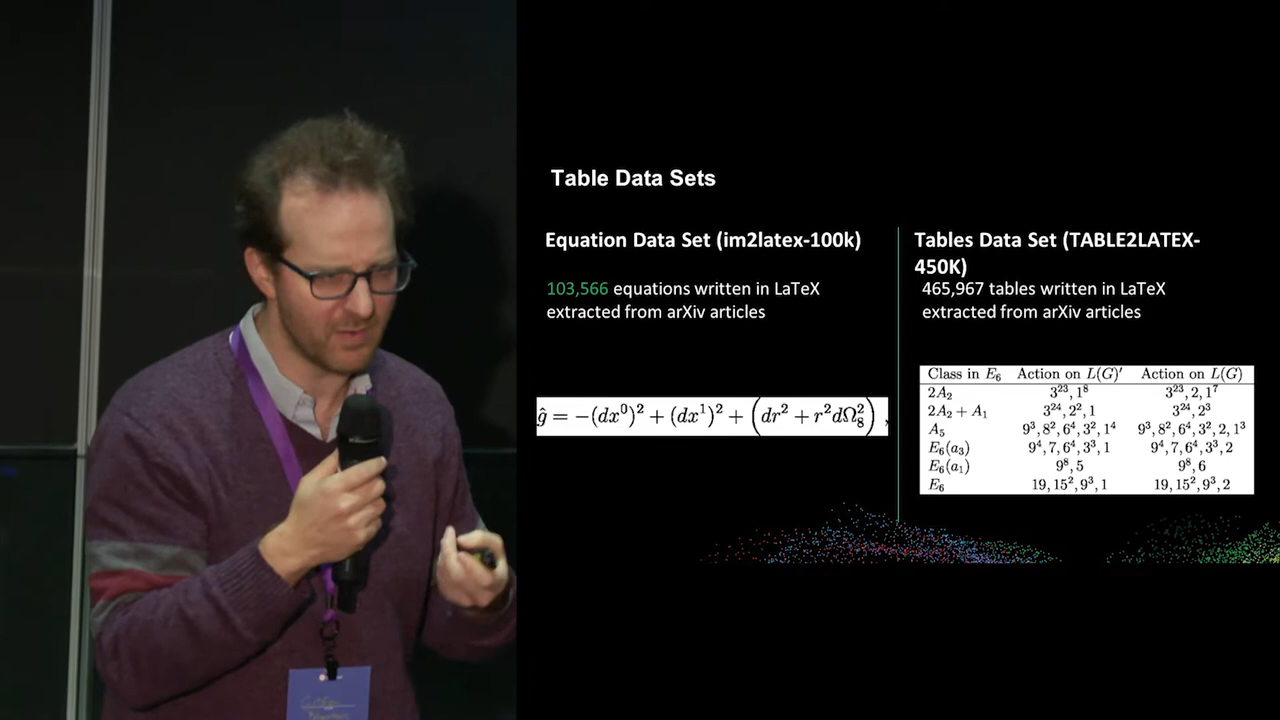 Table Data Sets
Equation Data Set (im2latex-100k)
103,566 equations written in LaTeX
extracted from arXiv articles
ĝ = −(dx⁰)² + (dx¹)² + (dr² + r²dΩ₈²) ,
Tables Data Set (TABLE2LATEX-
450K)
465,967 tables written in LaTeX
extracted from arXiv articles
Class in E₆ Action on L(G)′ Action on L(G)
2A₂ 3²³, 1⁸ 3²³, 2, 1⁷
2A₂ + A₁ 3²⁴, 2², 1 3²⁴, 2³
A₅ 9³, 8², 6⁴, 3², 1⁴ 9³, 8², 6⁴, 3², 2, 1³
E₆(a₃) 9⁴, 7, 6⁴, 3³, 1 9⁴, 7, 6⁴, 3³, 2
E₆(a₁) 9⁸, 5 9⁸, 6
E₆ 19, 15², 9³, 1 19, 15², 9³, 2